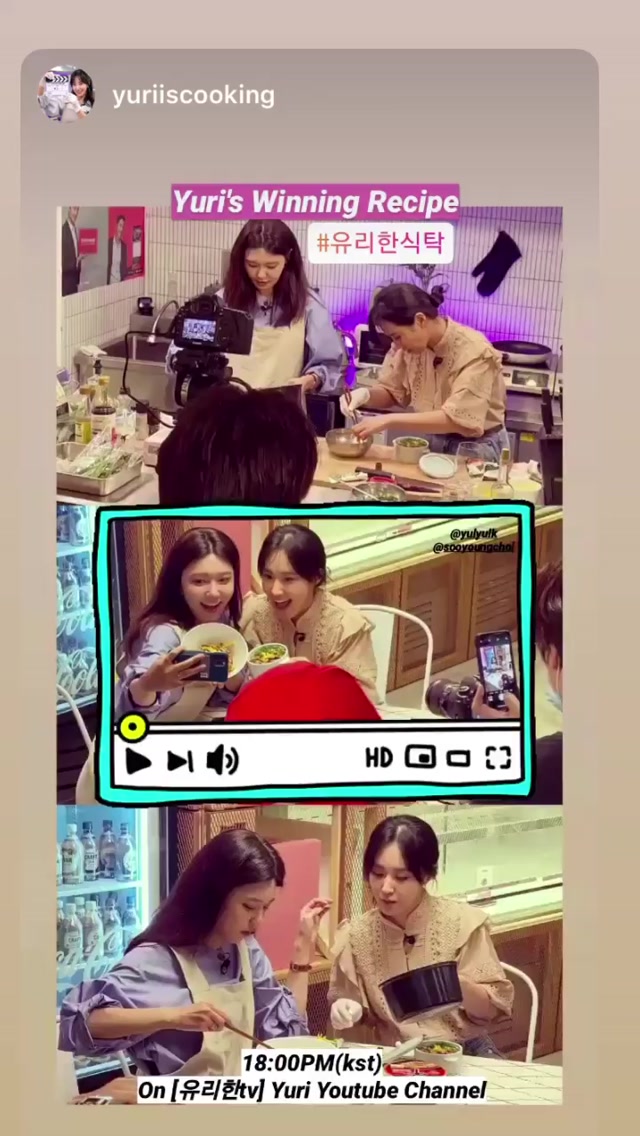 yuriiscooking
Yuri's Winning Recipe
#유리한식탁
@yulyulk
@sooyoungchoi
HD
18:00PM(kst)
On [유리한tv] Yuri Youtube Channel